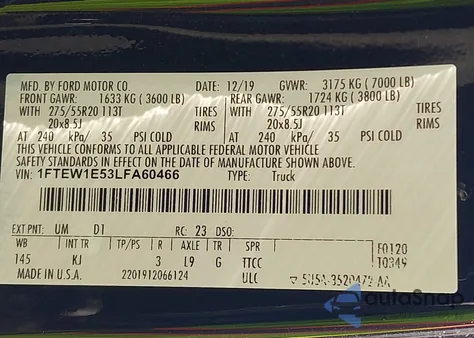 MFD. BY FORD MOTOR CO. DATE: 12/19 GVWR: 3175 KG ( 7000 LB)
FRONT GAWR: 1633 KG ( 3600 LB) REAR GAWR: 1724 KG ( 3800 LB)
WITH 275/55R20 113T TIRES WITH 275/55R20 113T TIRES
20x8.5J RIMS 20x8.5J RIMS
AT 240 kPa/ 35 PSI COLD AT 240 kPa/ 35 PSI COLD
THIS VEHICLE CONFORMS TO ALL APPLICABLE FEDERAL MOTOR VEHICLE
SAFETY STANDARDS IN EFFECT ON THE DATE OF MANUFACTURE SHOWN ABOVE.
VIN: 1FTEW1E53LFA60466 TYPE: Truck
EXT PNT: UM D1 RC: 23 DSO:
WB INT TR TP/PS R AXLE TR SPR F0120
145 KJ 3 L9 G TTCC T0349
MADE IN U.S.A. 2201912066124 ULC ▽ 5U5A-3520472-AA
autoSnap